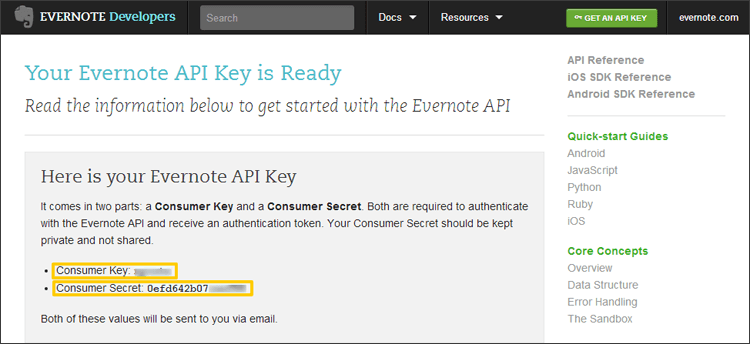 EVERNOTE Developers
Search
Docs
Resources
GET AN API KEY
evernote.com
Your Evernote API Key is Ready
Read the information below to get started with the Evernote API
Here is your Evernote API Key
It comes in two parts: a Consumer Key and a Consumer Secret. Both are required to authenticate
with the Evernote API and receive an authentication token. Your Consumer Secret should be kept
private and not shared.
• Consumer Key:
• Consumer Secret: 0efd642b07
Both of these values will be sent to you via email.
API Reference
iOS SDK Reference
Android SDK Reference
Quick-start Guides
Android
JavaScript
Python
Ruby
iOS
Core Concepts
Overview
Data Structure
Error Handling
The Sandbox